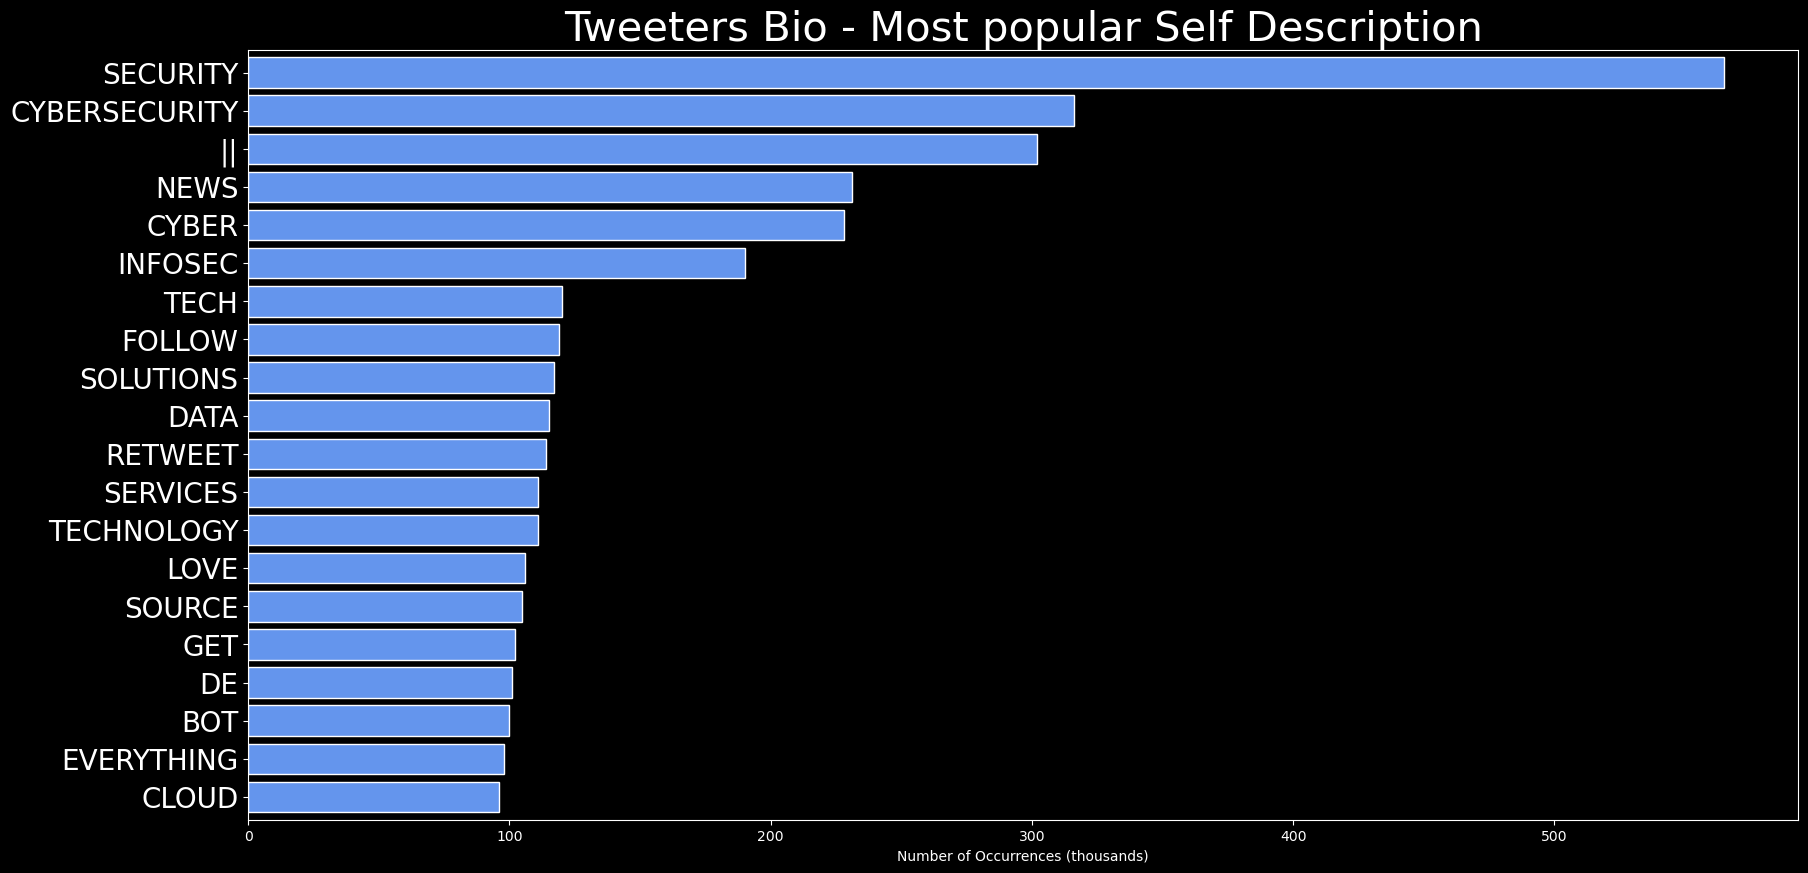 Tweeters Bio - Most popular Self Description
SECURITY
CYBERSECURITY
||
NEWS
CYBER
INFOSEC
TECH
FOLLOW
SOLUTIONS
DATA
RETWEET
SERVICES
TECHNOLOGY
LOVE
SOURCE
GET
DE
BOT
EVERYTHING
CLOUD
0 100 200 300 400 500
Number of Occurrences (thousands)